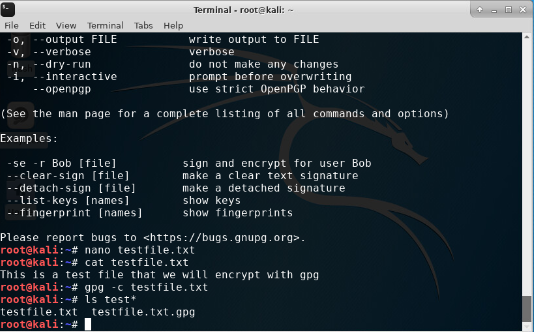 Terminal - root@kali: ~
File Edit View Terminal Tabs Help
-o, --output FILE write output to FILE
-v, --verbose verbose
-n, --dry-run do not make any changes
-i, --interactive prompt before overwriting
--openpgp use strict OpenPGP behavior
(See the man page for a complete listing of all commands and options)
Examples:
-se -r Bob [file] sign and encrypt for user Bob
--clear-sign [file] make a clear text signature
--detach-sign [file] make a detached signature
--list-keys [names] show keys
--fingerprint [names] show fingerprints
Please report bugs to <https://bugs.gnupg.org>.
root@kali:~# nano testfile.txt
root@kali:~# cat testfile.txt
This is a test file that we will encrypt with gpg
root@kali:~# gpg -c testfile.txt
root@kali:~# ls test*
testfile.txt testfile.txt.gpg
root@kali:~#